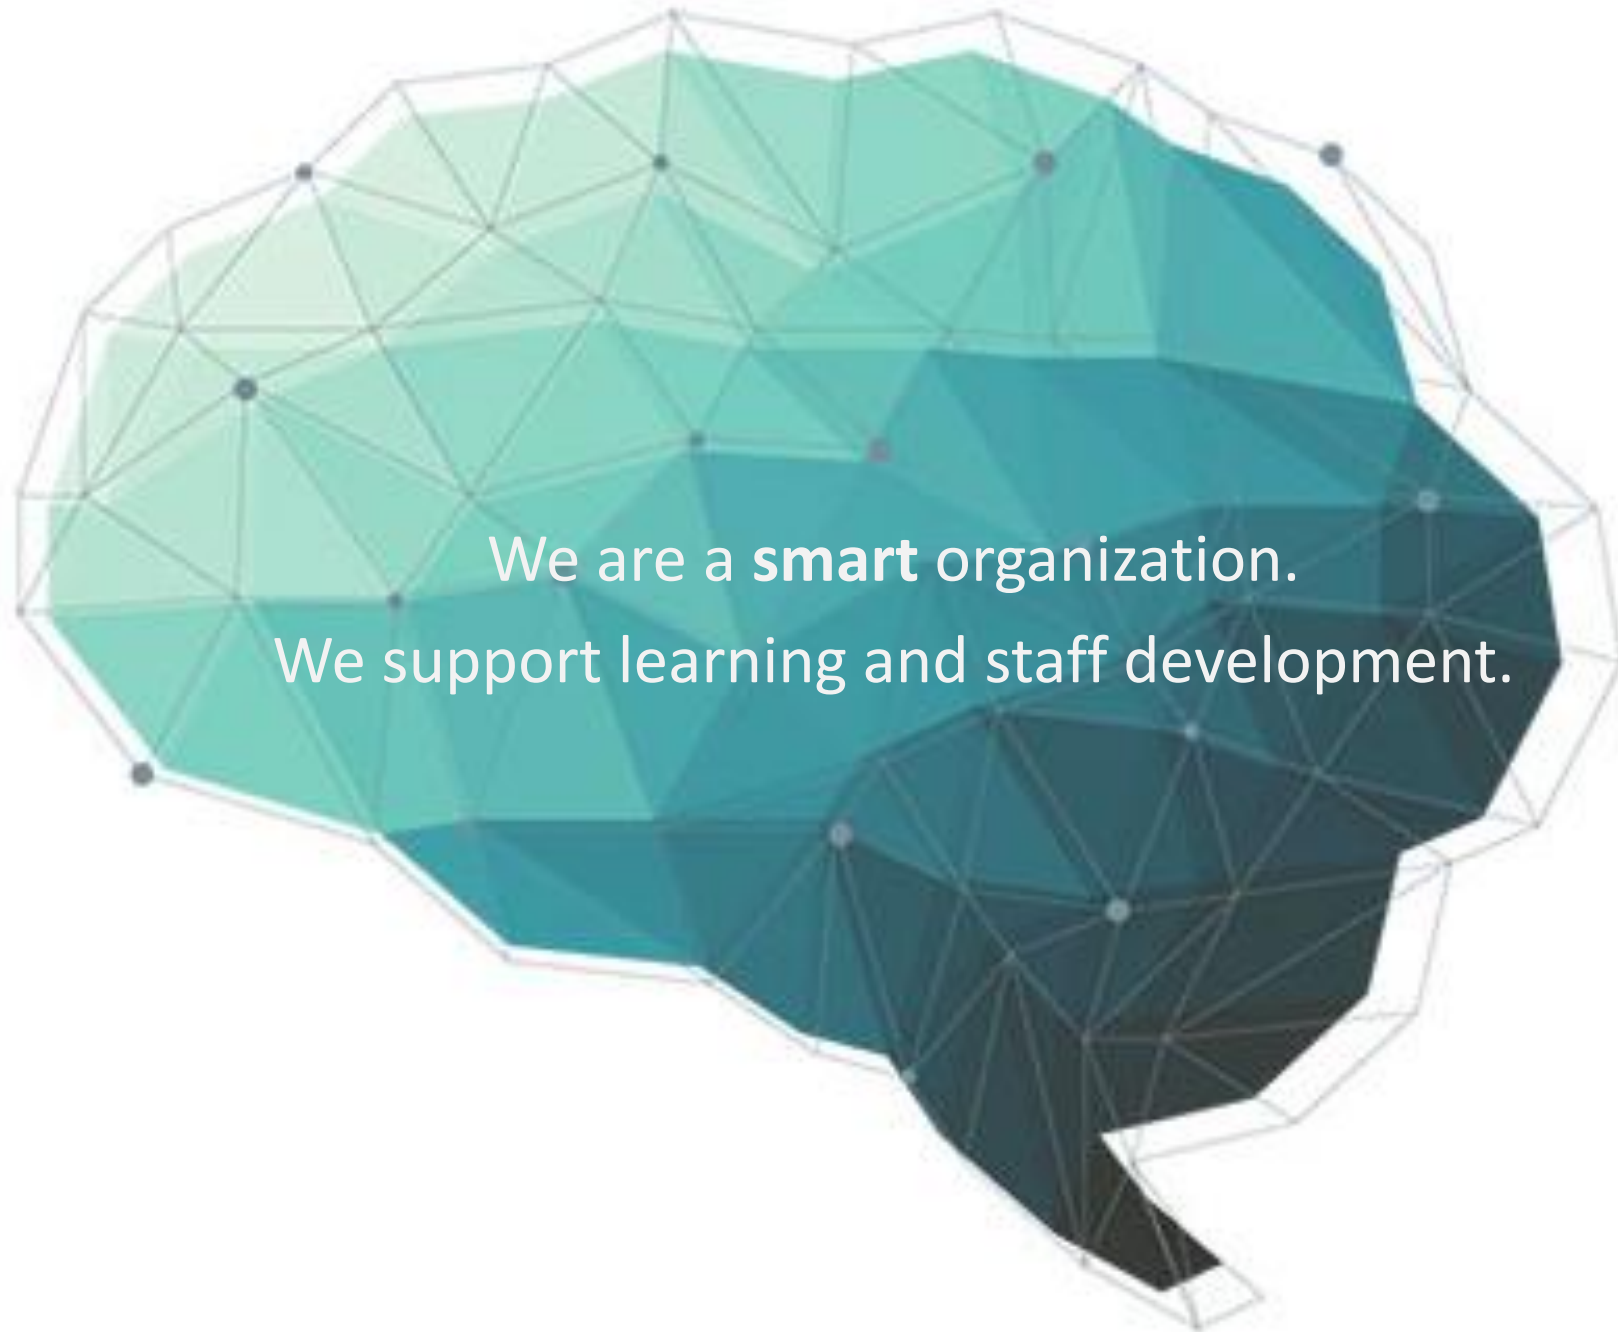 We are a smart organization.
We support learning and staff development.